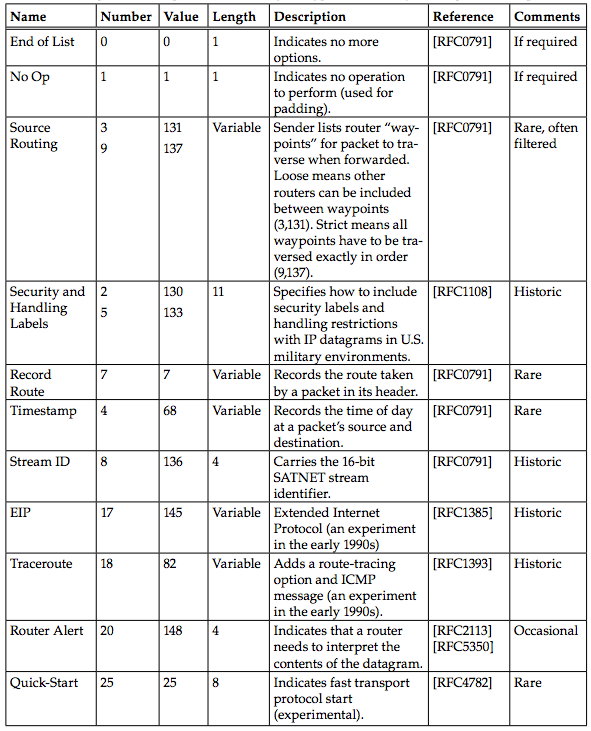 Name Number Value Length Description Reference Comments
End of List 0 0 1 Indicates no more [RFC0791] If required
options.
No Op 1 1 1 Indicates no operation [RFC0791] If required
to perform (used for
padding).
Source 3 131 Variable Sender lists router “way- [RFC0791] Rare, often
Routing 9 137 points” for packet to tra- filtered
verse when forwarded.
Loose means other
routers can be included
between waypoints
(3,131). Strict means all
waypoints have to be tra-
versed exactly in order
(9,137).
Security and 2 130 11 Specifies how to include [RFC1108] Historic
Handling 5 133 security labels and
Labels handling restrictions
with IP datagrams in U.S.
military environments.
Record 7 7 Variable Records the route taken [RFC0791] Rare
Route by a packet in its header.
Timestamp 4 68 Variable Records the time of day [RFC0791] Rare
at a packet’s source and
destination.
Stream ID 8 136 4 Carries the 16-bit [RFC0791] Historic
SATNET stream
identifier.
EIP 17 145 Variable Extended Internet [RFC1385] Historic
Protocol (an experiment
in the early 1990s)
Traceroute 18 82 Variable Adds a route-tracing [RFC1393] Historic
option and ICMP
message (an experiment
in the early 1990s).
Router Alert 20 148 4 Indicates that a router [RFC2113] Occasional
needs to interpret the [RFC5350]
contents of the datagram.
Quick-Start 25 25 8 Indicates fast transport [RFC4782] Rare
protocol start
(experimental).